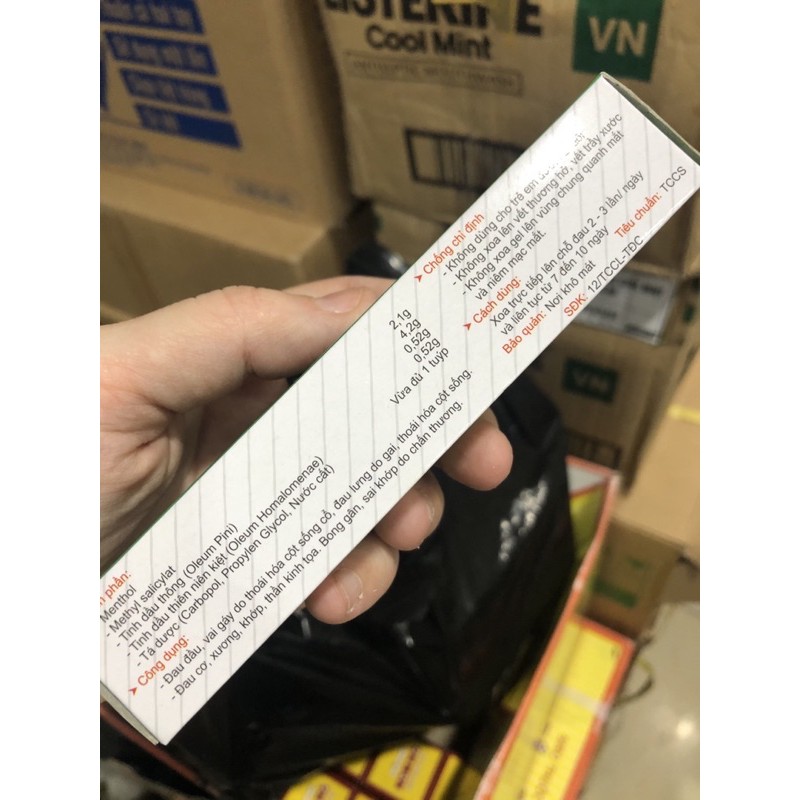 LISTERINE
Cool Mint
VN
VN
phần:
Menthol 2,1g
- Methyl salicylat 4,2g
- Tinh dầu thông (Oleum Pini) 0,52g
- Tinh dầu thiên niên kiệt (Oleum Homalomenae) 0,52g
- Tá dược (Carbopol, Propylen Glycol, Nước cất) Vừa đủ 1 tuýp
➤ Công dụng:
- Đau đầu, vai gáy do thoái hóa cột sống cổ, đau lưng do gai, thoái hóa cột sống.
- Đau cơ, xương, khớp, thần kinh tọa. Bong gân, sai khớp do chấn thương.
➤ Chống chỉ định
- Không dùng cho trẻ em
- Không xoa lên vết thương hở, vết trầy xước
- Không xoa gel lên vùng chung quanh mắt
và niêm mạc mắt.
➤ Cách dùng:
Xoa trực tiếp lên chỗ đau 2 - 3 lần/ ngày
và liên tục từ 7 đến 10 ngày
Bảo quản: Nơi khô mát Tiêu chuẩn: TCCS
SĐK: 12/TCCL-TĐC